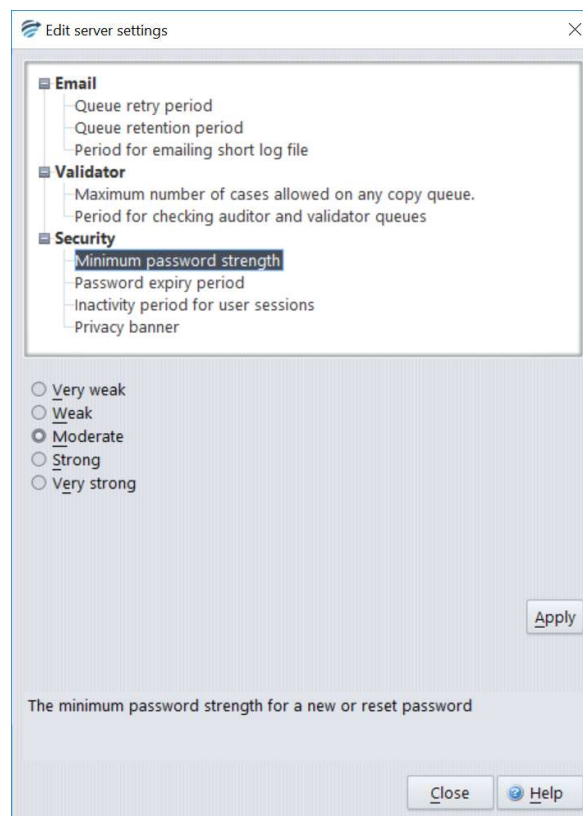 Edit server settings
Email
Queue retry period
Queue retention period
Period for emailing short log file
Validator
Maximum number of cases allowed on any copy queue.
Period for checking auditor and validator queues
Security
Minimum password strength
Password expiry period
Inactivity period for user sessions
Privacy banner
Very weak
Weak
Moderate
Strong
Very strong
Apply
The minimum password strength for a new or reset password
Close
Help